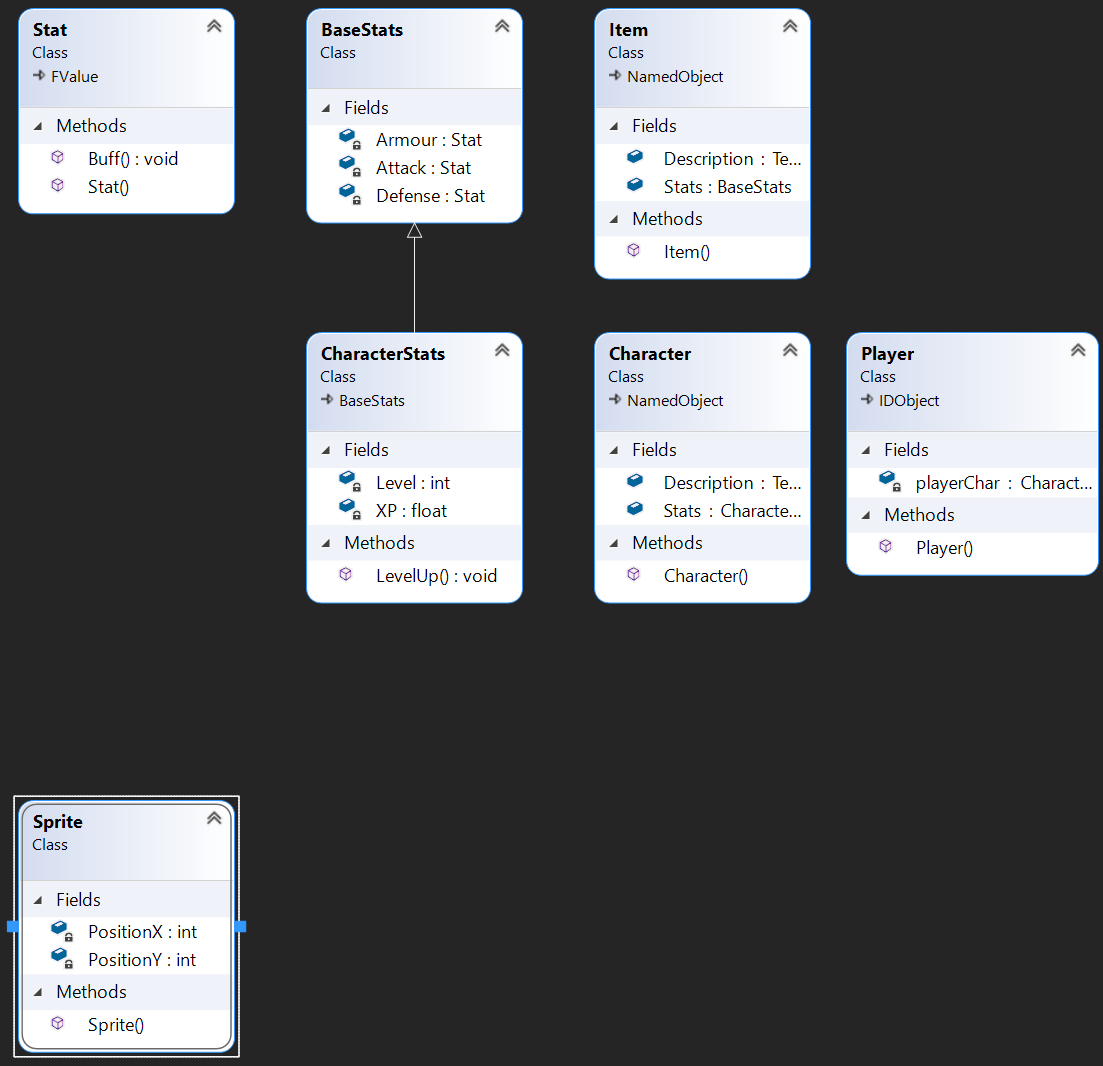 Stat
Class
FValue
Methods
Buff() : void
Stat()
BaseStats
Class
Fields
Armour : Stat
Attack : Stat
Defense : Stat
Item
Class
NamedObject
Fields
Description : Te...
Stats : BaseStats
Methods
Item()
CharacterStats
Class
BaseStats
Fields
Level : int
XP : float
Methods
LevelUp() : void
Character
Class
NamedObject
Fields
Description : Te...
Stats : Characte...
Methods
Character()
Player
Class
IDObject
Fields
playerChar : Charact...
Methods
Player()
Sprite
Class
Fields
PositionX : int
PositionY : int
Methods
Sprite()